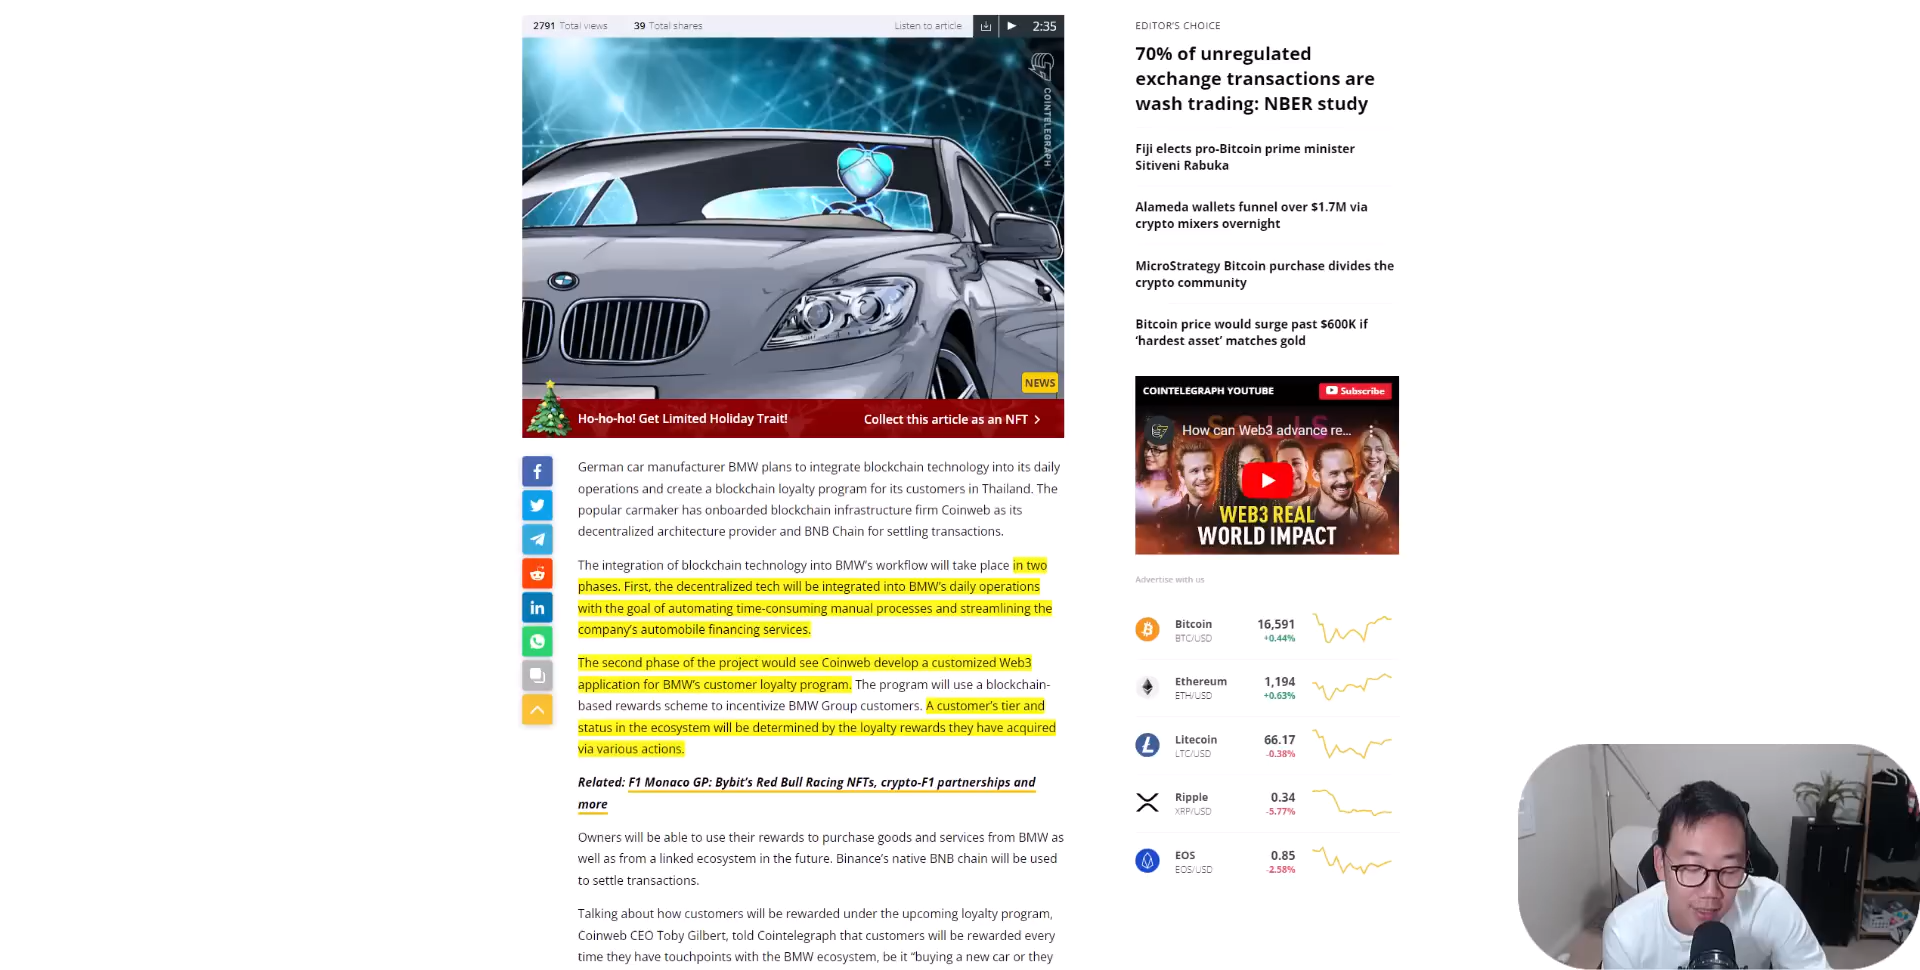 2791 Total views
39 Total shares
Listen to article
2:35
COINTELEGRAPH
NEWS
Ho-ho-ho! Get Limited Holiday Trait!
Collect this article as an NFT
German car manufacturer BMW plans to integrate blockchain technology into its daily
operations and create a blockchain loyalty program for its customers in Thailand. The
popular carmaker has onboarded blockchain infrastructure firm Coinweb as its
decentralized architecture provider and BNB Chain for settling transactions.
The integration of blockchain technology into BMW's workflow will take place in two
phases. First, the decentralized tech will be integrated into BMW's daily operations
with the goal of automating time-consuming manual processes and streamlining the
company's automobile financing services.
The second phase of the project would see Coinweb develop a customized Web3
application for BMW's customer loyalty program. The program will use a blockchain-
based rewards scheme to incentivize BMW Group customers. A customer's tier and
status in the ecosystem will be determined by the loyalty rewards they have acquired
via various actions.
Related: F1 Monaco GP: Bybit's Red Bull Racing NFTs, crypto-F1 partnerships and
more
Owners will be able to use their rewards to purchase goods and services from BMW as
well as from a linked ecosystem in the future. Binance's native BNB chain will be used
to settle transactions.
Talking about how customers will be rewarded under the upcoming loyalty program,
Coinweb CEO Toby Gilbert, told Cointelegraph that customers will be rewarded every
time they have touchpoints with the BMW ecosystem, be it "buying a new car or they
EDITOR'S CHOICE
70% of unregulated
exchange transactions are
wash trading: NBER study
Fiji elects pro-Bitcoin prime minister
Sitiveni Rabuka
Alameda wallets funnel over $1.7M via
crypto mixers overnight
MicroStrategy Bitcoin purchase divides the
crypto community
Bitcoin price would surge past $600K if
'hardest asset' matches gold
COINTELEGRAPH YOUTUBE
Subscribe
How can Web3 advance re...
WEB3 REAL
WORLD IMPACT
Advertise with us
Bitcoin 16,591
BTC/USD +0.44%
Ethereum 1,194
ETH/USD +0.63%
Litecoin 66.17
LTC/USD -0.38%
Ripple 0.34
XRP/USD -5.77%
EOS 0.85
EOS/USD -2.58%